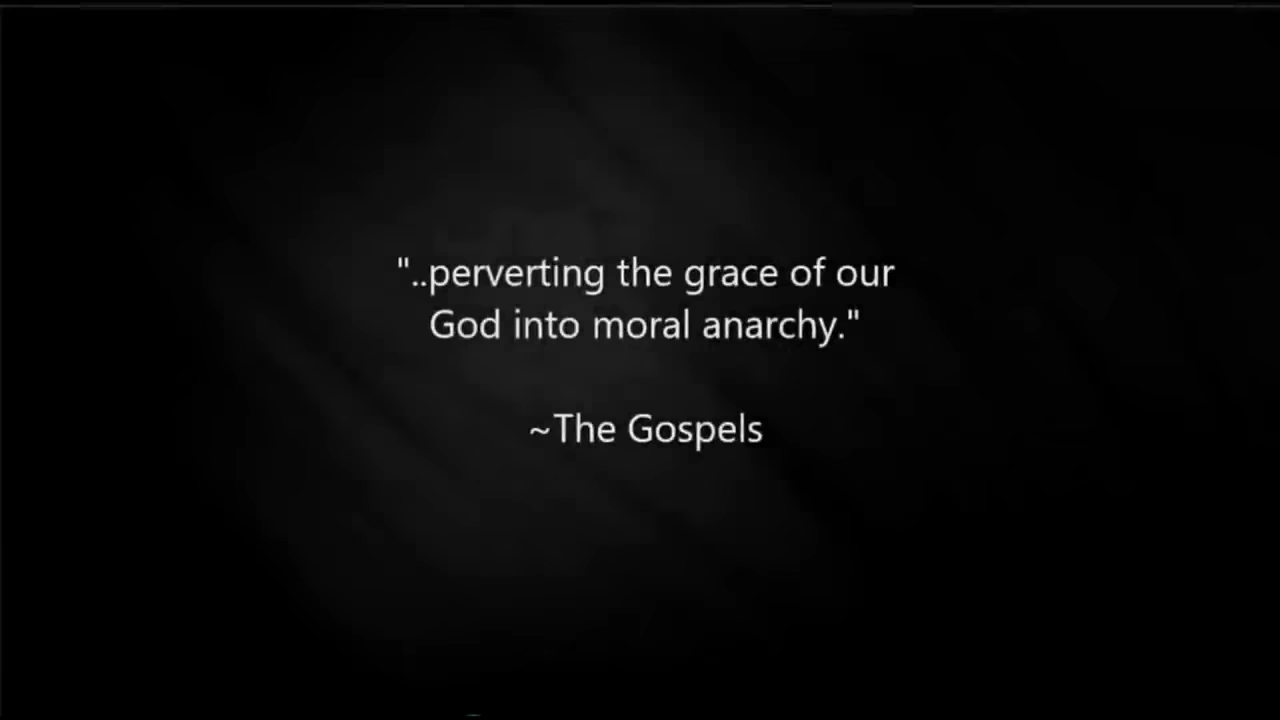 "..perverting the grace of our
God into moral anarchy."
~The Gospels